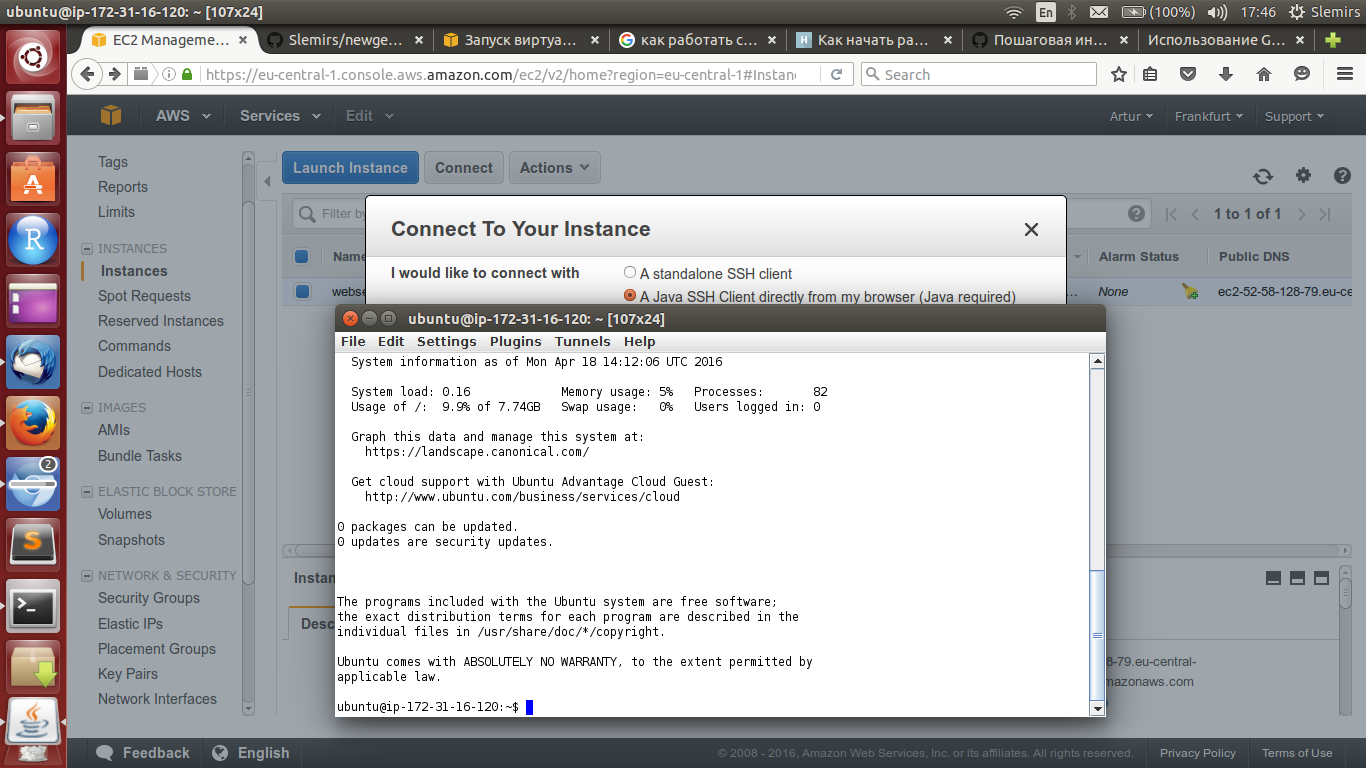 ubuntu@ip-172-31-16-120: ~ [107x24]
En
(100%)
17:46
Slemirs
EC2 Manageme...
Slemirs/newge...
Запуск виртуа...
как работать с...
Как начать ра...
Пошаговая ин...
Использование G...
https://eu-central-1.console.aws.amazon.com/ec2/v2/home?region=eu-central-1#Instanc
Search
AWS
Services
Edit
Artur
Frankfurt
Support
Tags
Reports
Limits
INSTANCES
Instances
Spot Requests
Reserved Instances
Commands
Dedicated Hosts
IMAGES
AMIs
Bundle Tasks
ELASTIC BLOCK STORE
Volumes
Snapshots
NETWORK & SECURITY
Security Groups
Elastic IPs
Placement Groups
Key Pairs
Network Interfaces
Launch Instance
Connect
Actions
Filter by
1 to 1 of 1
Name
Alarm Status
Public DNS
webse
None
ec2-52-58-128-79.eu-ce
Connect To Your Instance
I would like to connect with
A standalone SSH client
A Java SSH Client directly from my browser (Java required)
ubuntu@ip-172-31-16-120: ~ [107x24]
File Edit Settings Plugins Tunnels Help
System information as of Mon Apr 18 14:12:06 UTC 2016
System load: 0.16 Memory usage: 5% Processes: 82
Usage of /: 9.9% of 7.74GB Swap usage: 0% Users logged in: 0
Graph this data and manage this system at:
https://landscape.canonical.com/
Get cloud support with Ubuntu Advantage Cloud Guest:
http://www.ubuntu.com/business/services/cloud
0 packages can be updated.
0 updates are security updates.
The programs included with the Ubuntu system are free software;
the exact distribution terms for each program are described in the
individual files in /usr/share/doc/*/copyright.
Ubuntu comes with ABSOLUTELY NO WARRANTY, to the extent permitted by
applicable law.
ubuntu@ip-172-31-16-120:~$
Instan
Desc
8-79.eu-central-
mazonaws.com
2
Feedback
English
© 2008 - 2016, Amazon Web Services, Inc. or its affiliates. All rights reserved.
Privacy Policy
Terms of Use